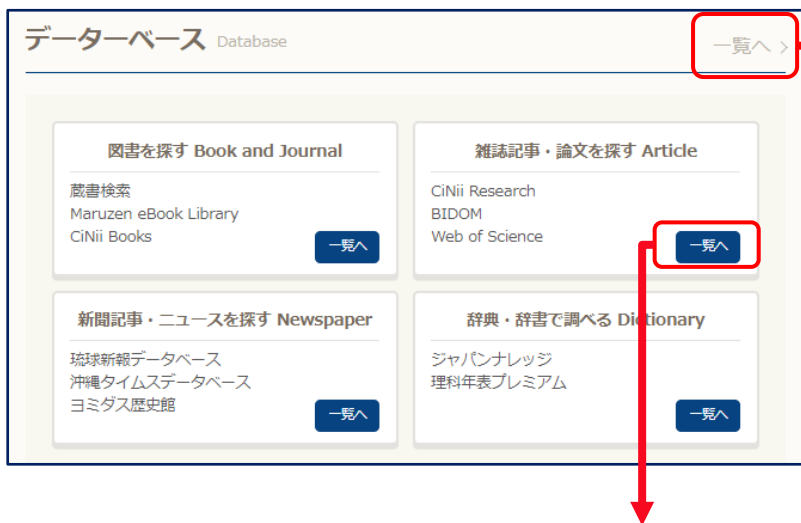 データーベース Database
一覧へ >
図書を探す Book and Journal
蔵書検索
Maruzen eBook Library
CiNii Books
一覧へ
雑誌記事・論文を探す Article
CiNii Research
BIDOM
Web of Science
一覧へ
新聞記事・ニュースを探す Newspaper
琉球新報データベース
沖縄タイムスデータベース
ヨミダス歴史館
一覧へ
辞典・辞書で調べる Dictionary
ジャパンナレッジ
理科年表プレミアム
一覧へ